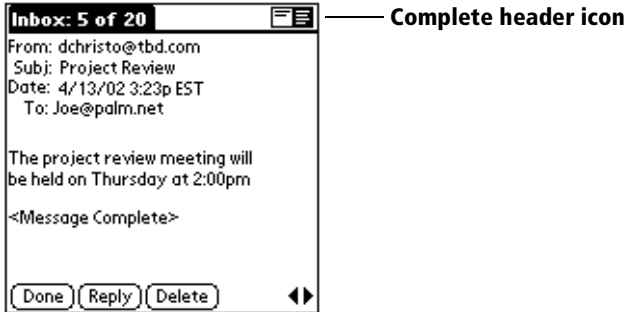 Inbox: 5 of 20
Complete header icon
From: dchristo@tbd.com
Subj: Project Review
Date: 4/13/02 3:23p EST
To: Joe@palm.net
The project review meeting will
be held on Thursday at 2:00pm
<Message Complete>
Done Reply Delete